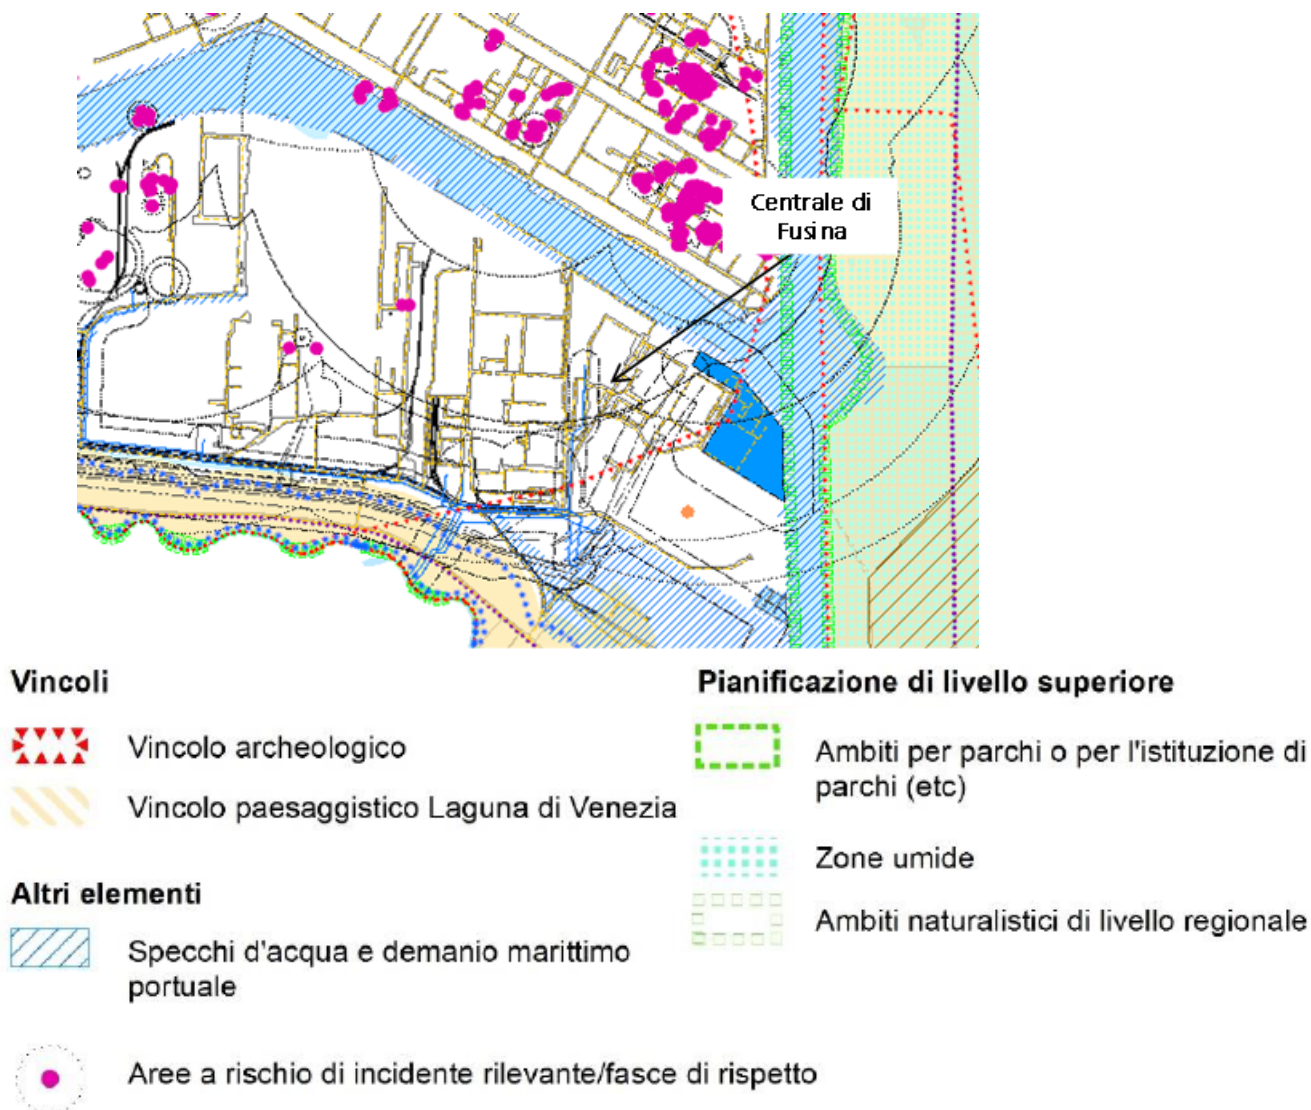 Centrale di
Fusina
Vincoli
Vincolo archeologico
Vincolo paesaggistico Laguna di Venezia
Altri elementi
Specchi d'acqua e demanio marittimo
portuale
Aree a rischio di incidente rilevante/fasce di rispetto
Pianificazione di livello superiore
Ambiti per parchi o per l'istituzione di
parchi (etc)
Zone umide
Ambiti naturalistici di livello regionale